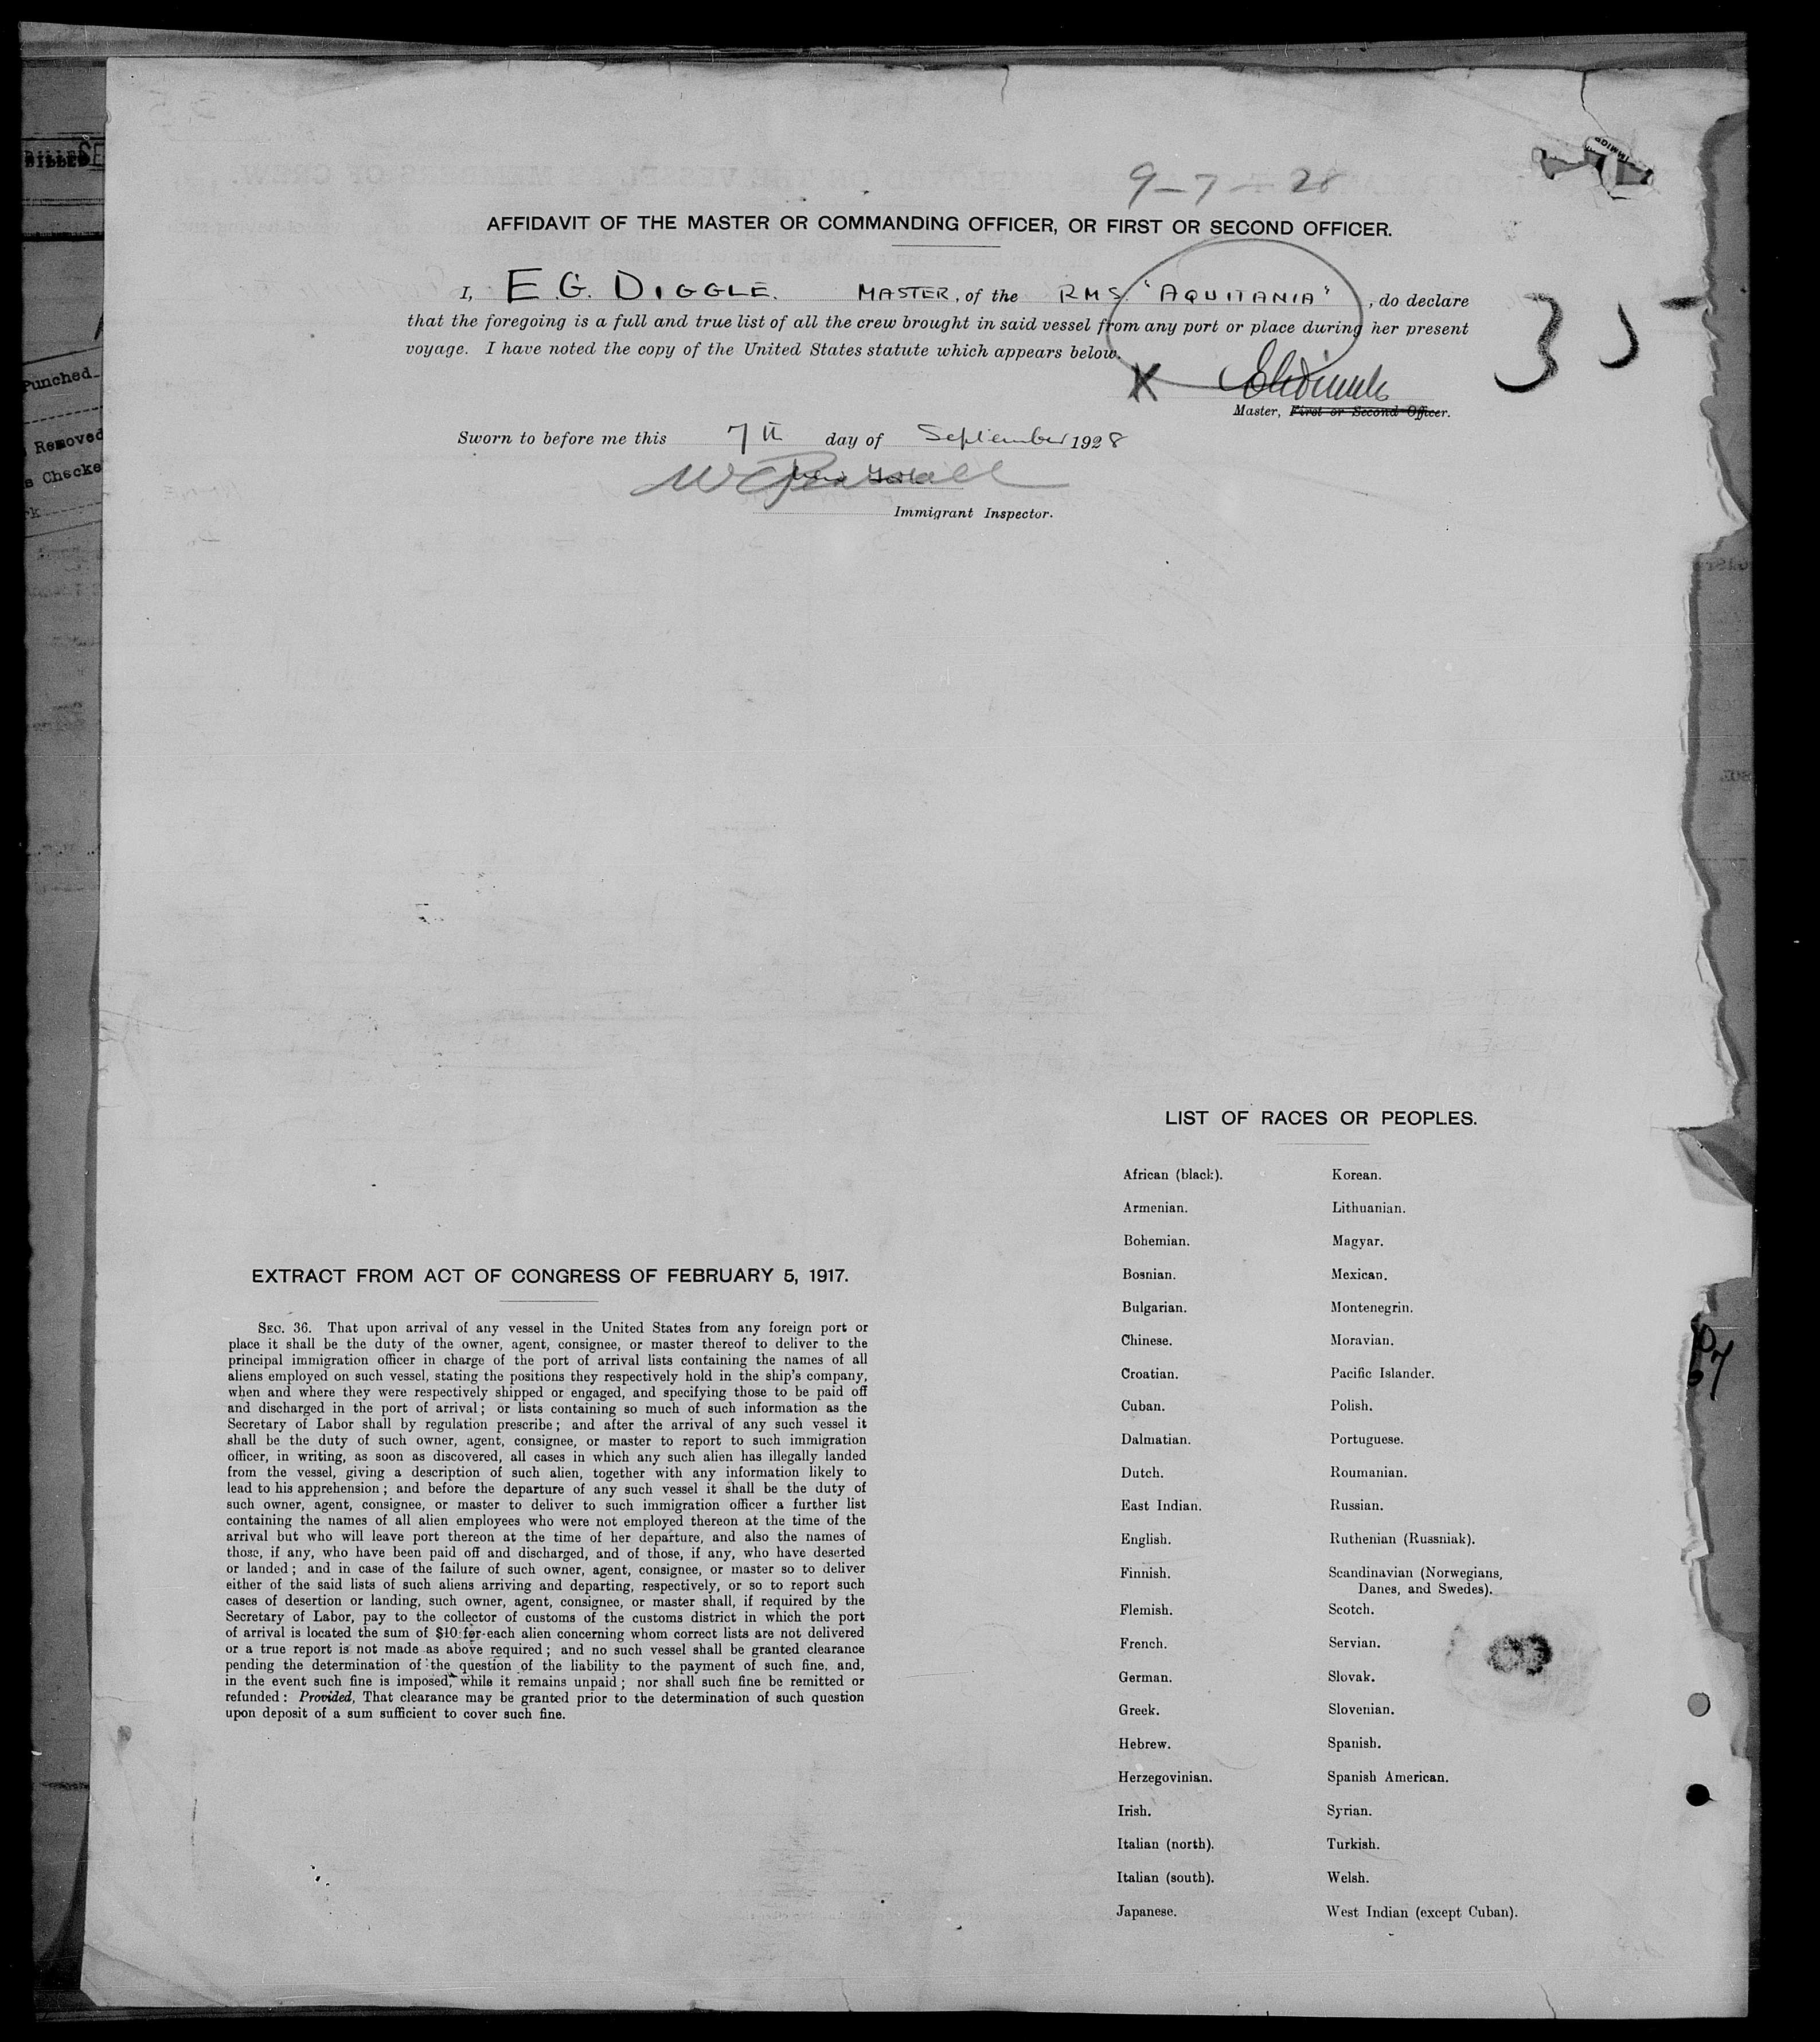 9-7-28
AFFIDAVIT OF THE MASTER OR COMMANDING OFFICER, OR FIRST OR SECOND OFFICER.
I, E.G. DIGGLE. MASTER, of the R.M.S. "AQUITANIA", do declare
that the foregoing is a full and true list of all the crew brought in said vessel from any port or place during her present
voyage. I have noted the copy of the United States statute which appears below.
35
X
Master, First or Second Officer.
Sworn to before me this 7th day of September 1928
New York
Immigrant Inspector.
Punched
Removed
LIST OF RACES OR PEOPLES.
African (black). Korean.
Armenian. Lithuanian.
Bohemian. Magyar.
Bosnian. Mexican.
Bulgarian. Montenegrin.
Chinese. Moravian.
Croatian. Pacific Islander.
Cuban. Polish.
Dalmatian. Portuguese.
Dutch. Roumanian.
East Indian. Russian.
English. Ruthenian (Russniak).
Finnish. Scandinavian (Norwegians,
Danes, and Swedes).
Flemish. Scotch.
French. Servian.
German. Slovak.
Greek. Slovenian.
Hebrew. Spanish.
Herzegovinian. Spanish American.
Irish. Syrian.
Italian (north). Turkish.
Italian (south). Welsh.
Japanese. West Indian (except Cuban).
EXTRACT FROM ACT OF CONGRESS OF FEBRUARY 5, 1917.
SEC. 36. That upon arrival of any vessel in the United States from any foreign port or
place it shall be the duty of the owner, agent, consignee, or master thereof to deliver to the
principal immigration officer in charge of the port of arrival lists containing the names of all
aliens employed on such vessel, stating the positions they respectively hold in the ship's company,
when and where they were respectively shipped or engaged, and specifying those to be paid off
and discharged in the port of arrival; or lists containing so much of such information as the
Secretary of Labor shall by regulation prescribe; and after the arrival of any such vessel it
shall be the duty of such owner, agent, consignee, or master to report to such immigration
officer, in writing, as soon as discovered, all cases in which any such alien has illegally landed
from the vessel, giving a description of such alien, together with any information likely to
lead to his apprehension; and before the departure of any such vessel it shall be the duty of
such owner, agent, consignee, or master to deliver to such immigration officer a further list
containing the names of all alien employees who were not employed thereon at the time of the
arrival but who will leave port thereon at the time of her departure, and also the names of
those, if any, who have been paid off and discharged, and of those, if any, who have deserted
or landed; and in case of the failure of such owner, agent, consignee, or master so to deliver
either of the said lists of such aliens arriving and departing, respectively, or so to report such
cases of desertion or landing, such owner, agent, consignee, or master shall, if required by the
Secretary of Labor, pay to the collector of customs of the customs district in which the port
of arrival is located the sum of $10 for each alien concerning whom correct lists are not delivered
or a true report is not made as above required; and no such vessel shall be granted clearance
pending the determination of the question of the liability to the payment of such fine, and,
in the event such fine is imposed, while it remains unpaid; nor shall such fine be remitted or
refunded: Provided, That clearance may be granted prior to the determination of such question
upon deposit of a sum sufficient to cover such fine.